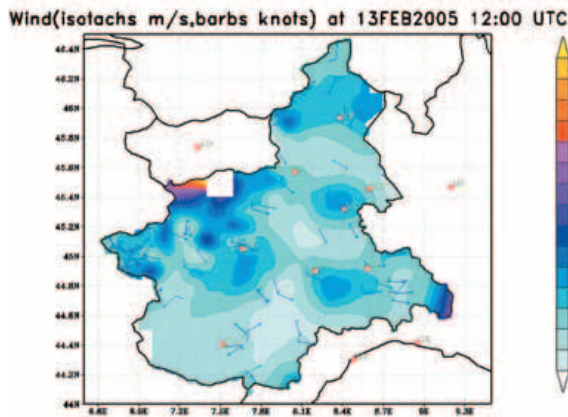 Wind(isotachs m/s,barbs knots) at 13FEB2005 12:00 UTC
46.4N
46.2N
46N
45.8N
45.6N
45.4N
45.2N
45N
44.8N
44.6N
44.4N
44.2N
44N
6.6E 6.9E 7.2E 7.5E 7.8E 8.1E 8.4E 8.7E 9E 9.3E